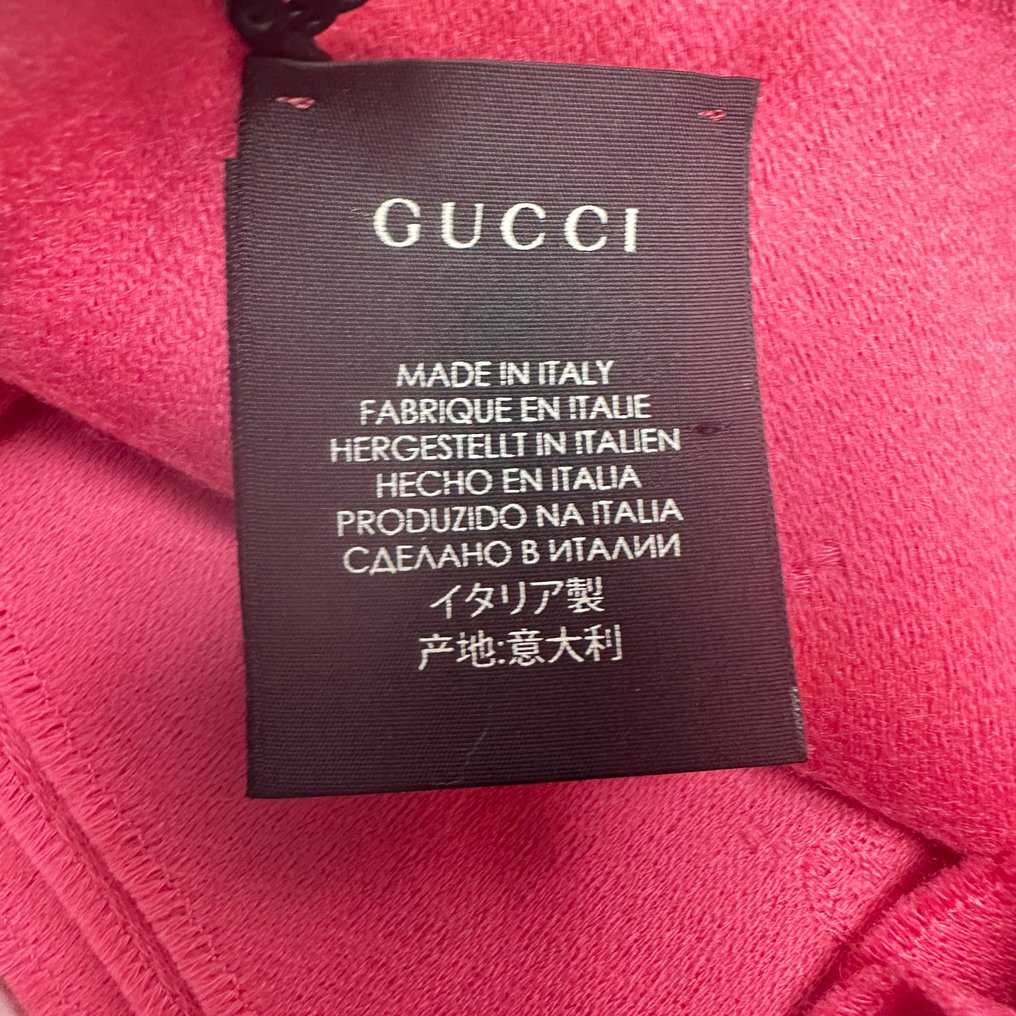 GUCCI
MADE IN ITALY
FABRIQUE EN ITALIE
HERGESTELLT IN ITALIEN
HECHO EN ITALIA
PRODUZIDO NA ITALIA
СДЕЛАНО В ИТАЛИИ
イタリア製
产地:意大利